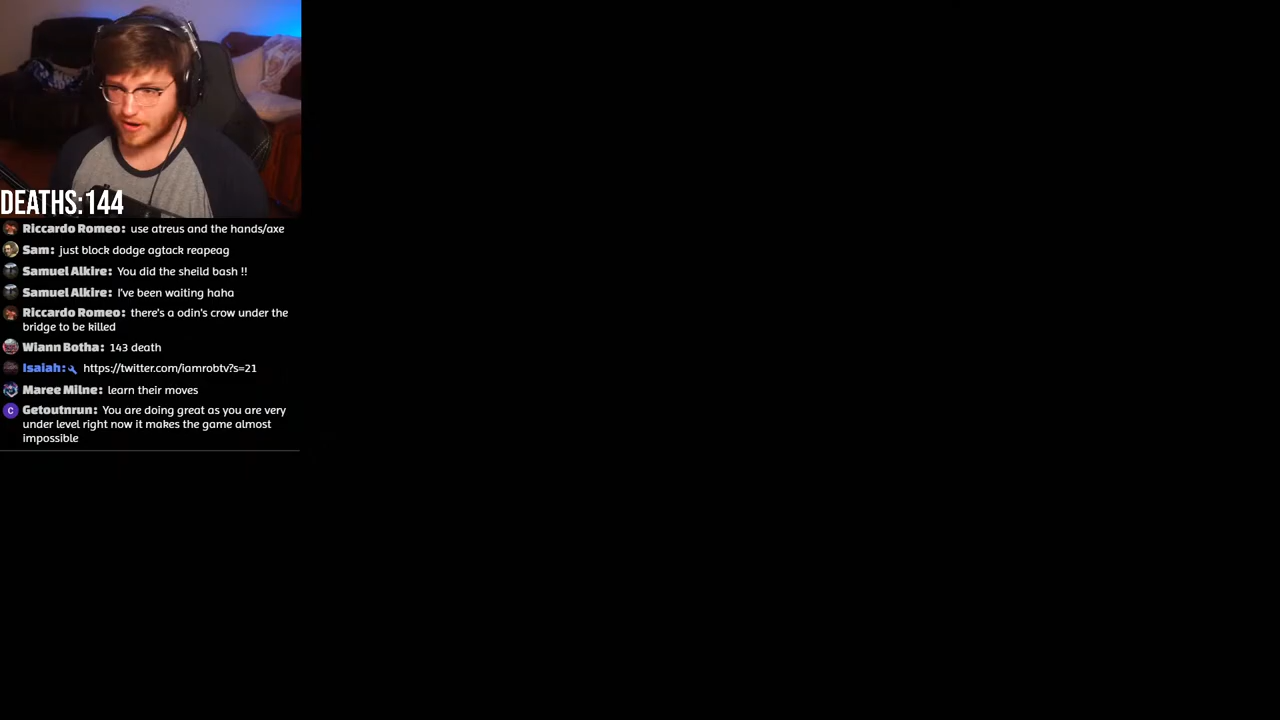 DEATHS:144
Riccardo Romeo: use atreus and the hands/axe
Sam: just block dodge agtack reapeag
Samuel Alkire: You did the sheild bash !!
Samuel Alkire: I've been waiting haha
Riccardo Romeo: there's a odin's crow under the
bridge to be killed
Wiann Botha: 143 death
Isaiah: https://twitter.com/iamrobtv?s=21
Maree Milne: learn their moves
C Getoutnrun: You are doing great as you are very
under level right now it makes the game almost
impossible